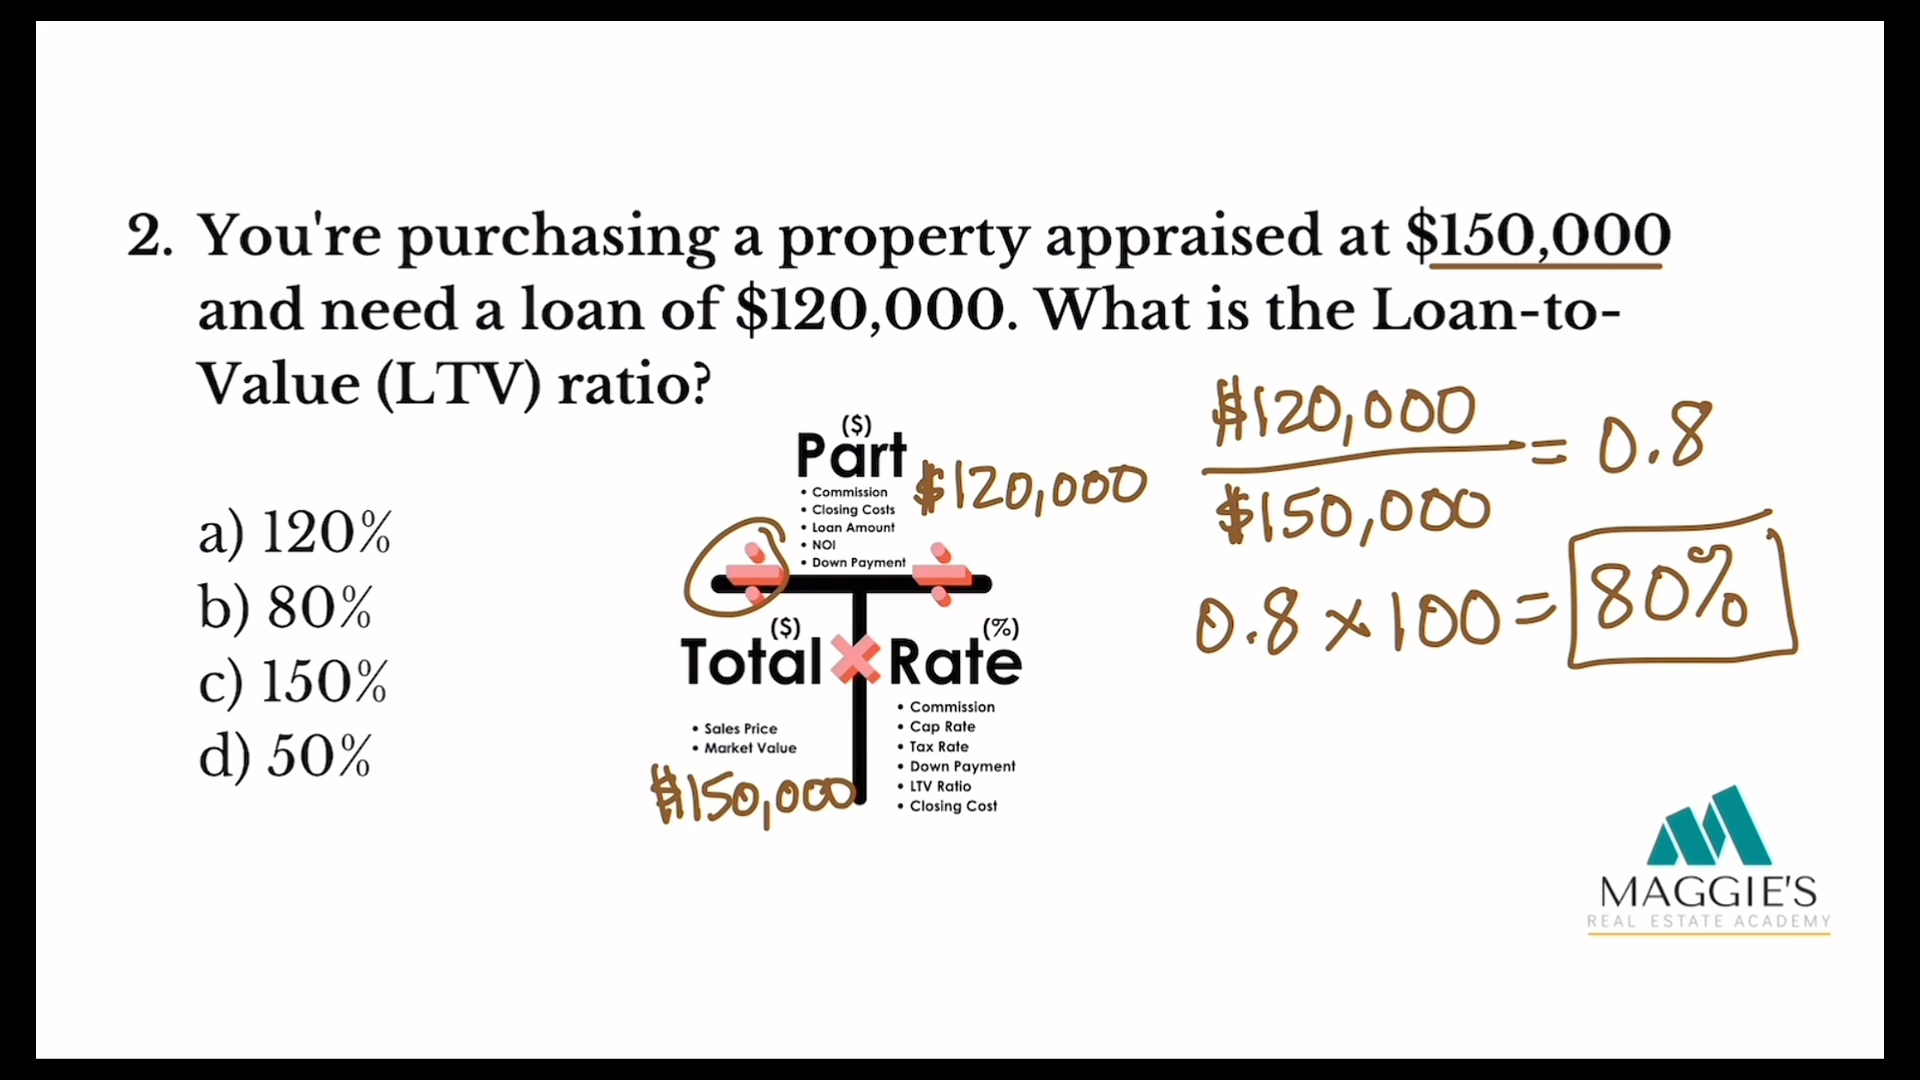 2. You're purchasing a property appraised at $150,000
and need a loan of $120,000. What is the Loan-to-
Value (LTV) ratio?
a) 120%
b) 80%
c) 150%
d) 50%
($)
Part
$120,000
• Commission
• Closing Costs
• Loan Amount
• NOI
• Down Payment
÷ ÷
($)
Total
×
(%)
Rate
• Sales Price
• Market Value
$150,000
• Commission
• Cap Rate
• Tax Rate
• Down Payment
• LTV Ratio
• Closing Cost
$120,000
$150,000
= 0.8
0.8 × 100 = 80%
MAGGIE'S
REAL ESTATE ACADEMY